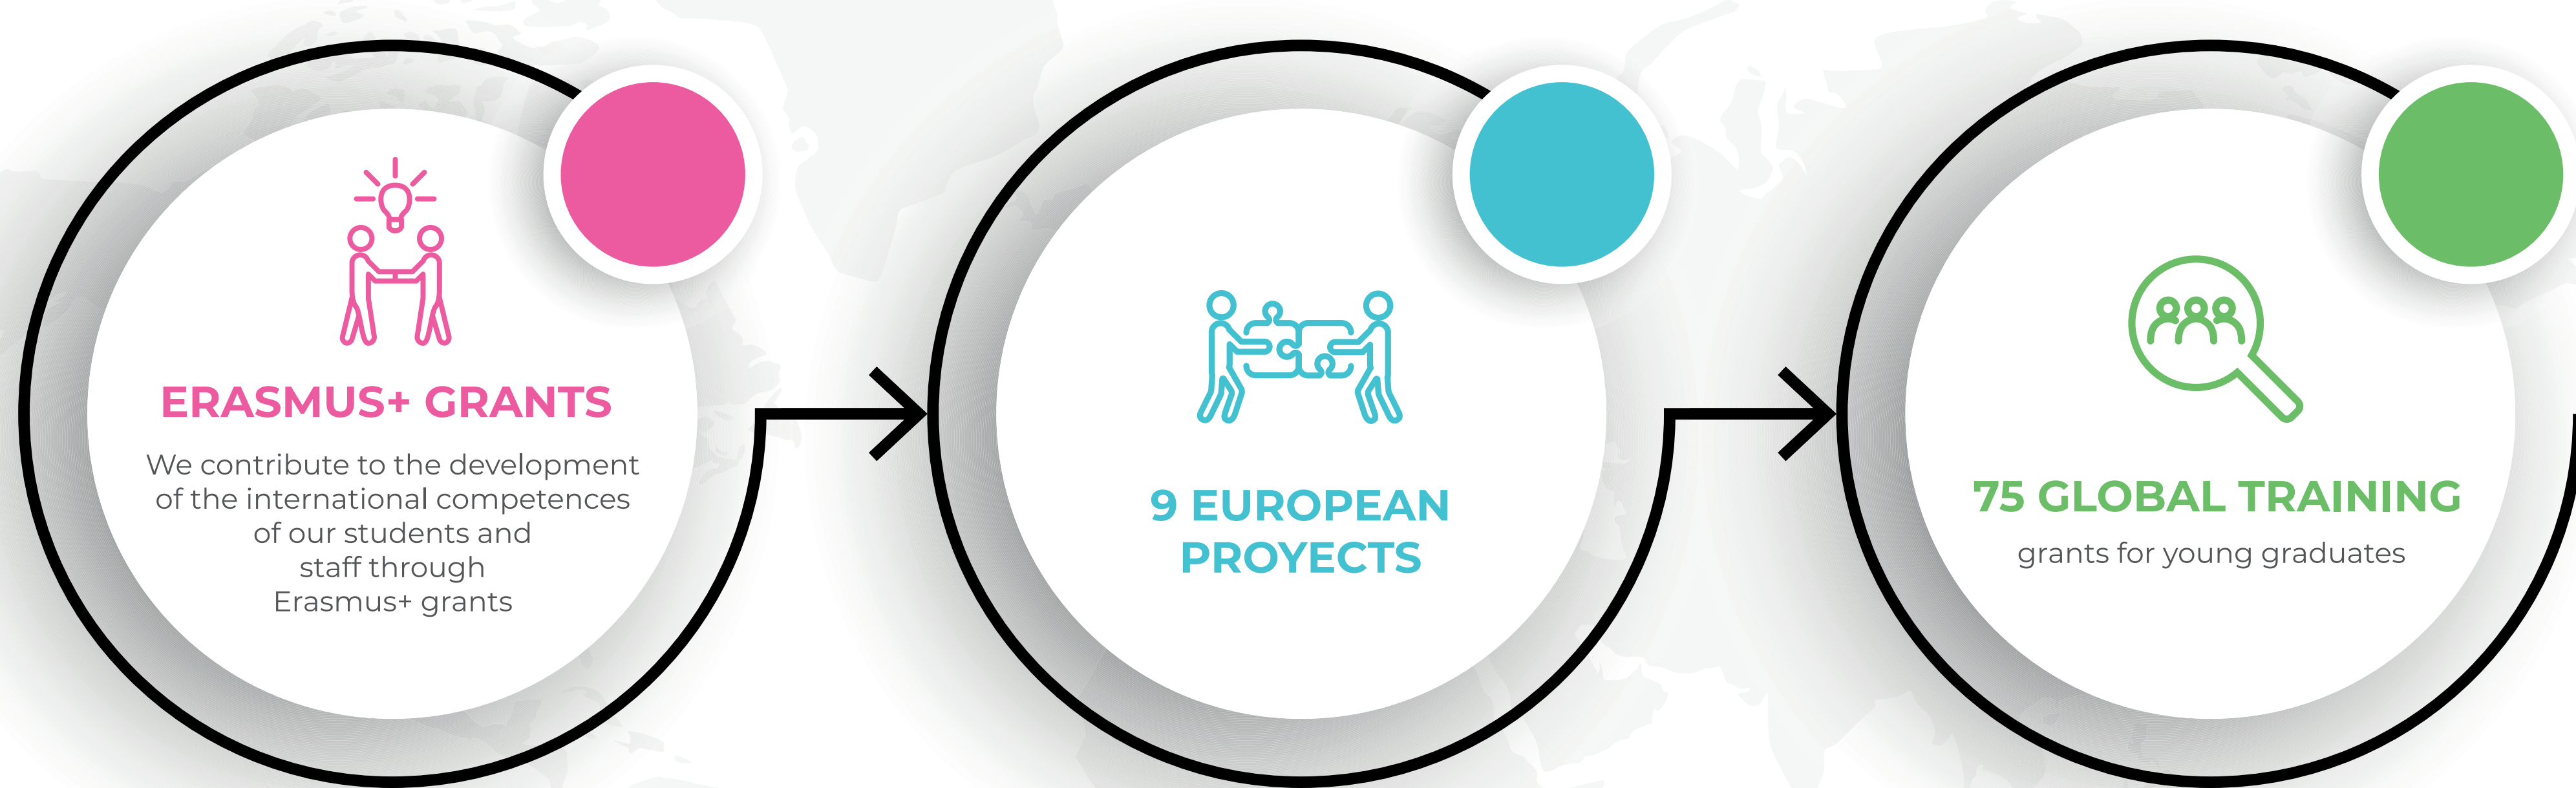 ERASMUS+ GRANTS
We contribute to the development
of the international competences
of our students and
staff through
Erasmus+ grants
9 EUROPEAN
PROYECTS
75 GLOBAL TRAINING
grants for young graduates